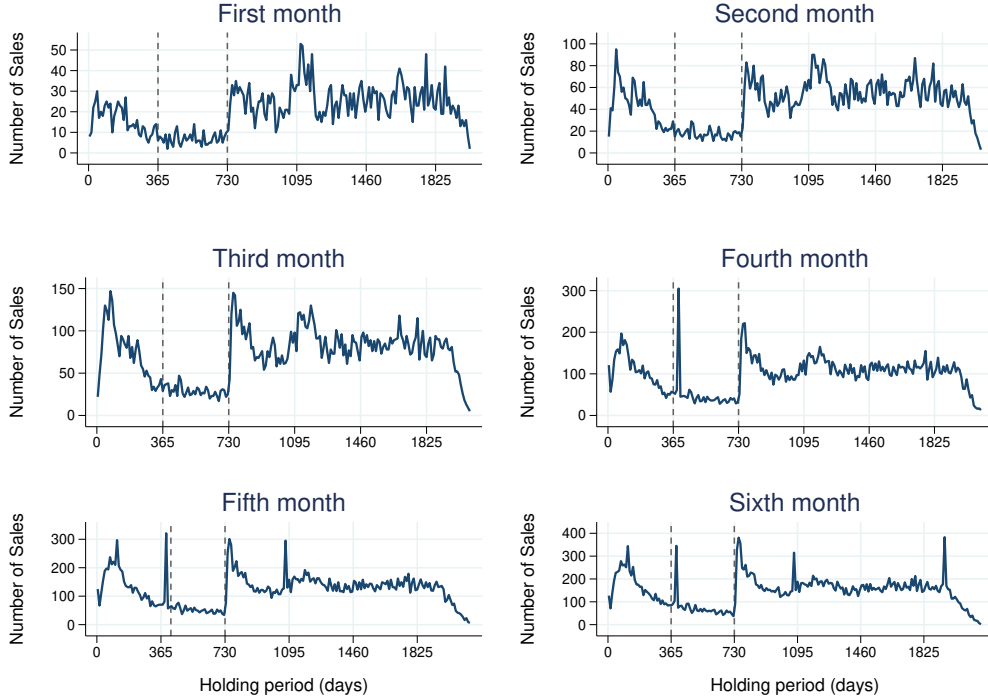 First month
Number of Sales
50
40
30
20
10
0
0 365 730 1095 1460 1825
Second month
Number of Sales
100
80
60
40
20
0
0 365 730 1095 1460 1825
Third month
Number of Sales
150
100
50
0
0 365 730 1095 1460 1825
Fourth month
Number of Sales
300
200
100
0
0 365 730 1095 1460 1825
Fifth month
Number of Sales
300
200
100
0
0 365 730 1095 1460 1825
Holding period (days)
Sixth month
Number of Sales
400
300
200
100
0
0 365 730 1095 1460 1825
Holding period (days)